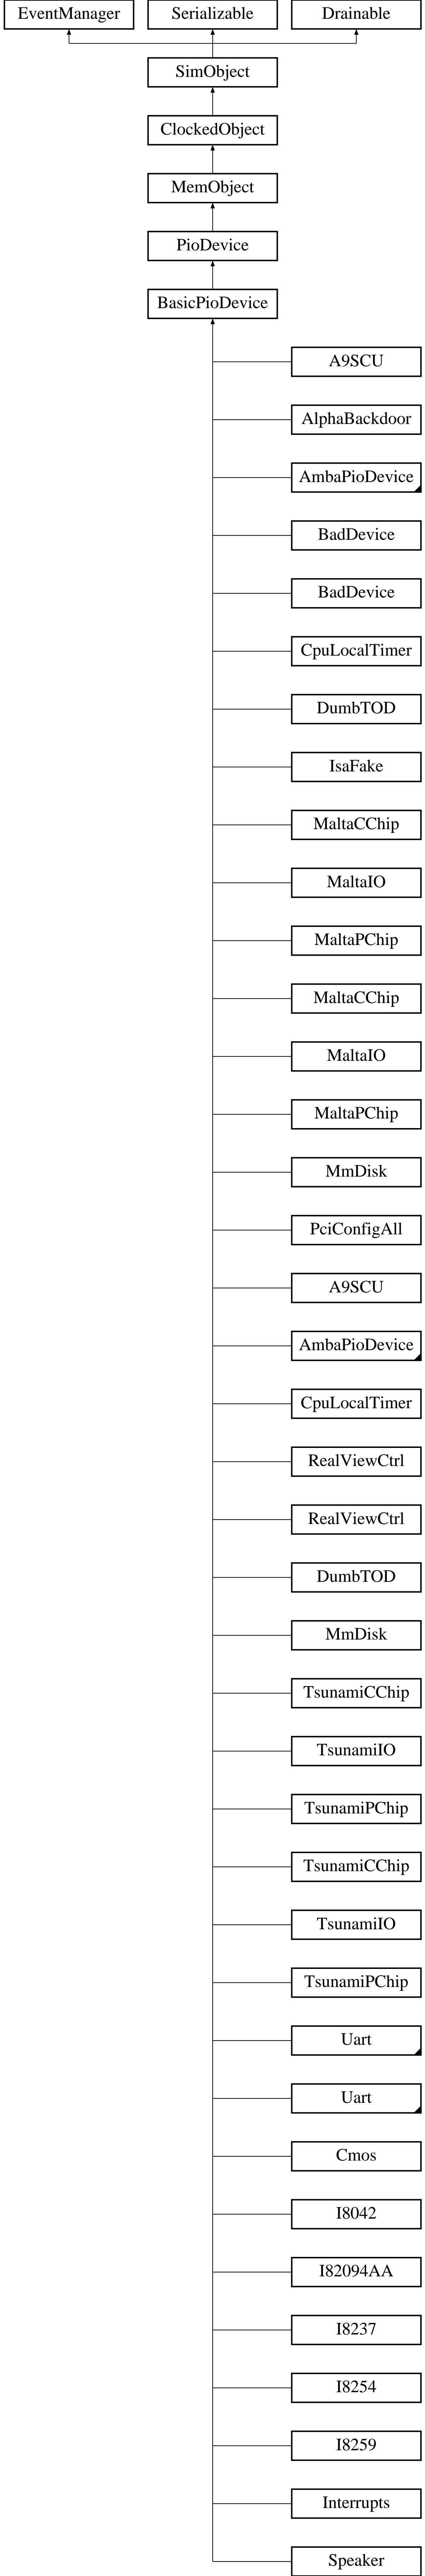 EventManager Serializable Drainable
SimObject
ClockedObject
MemObject
PioDevice
BasicPioDevice
A9SCU
AlphaBackdoor
AmbaPioDevice
BadDevice
BadDevice
CpuLocalTimer
DumbTOD
IsaFake
MaltaCChip
MaltaIO
MaltaPChip
MaltaCChip
MaltaIO
MaltaPChip
MmDisk
PciConfigAll
A9SCU
AmbaPioDevice
CpuLocalTimer
RealViewCtrl
RealViewCtrl
DumbTOD
MmDisk
TsunamiCChip
TsunamiIO
TsunamiPChip
TsunamiCChip
TsunamiIO
TsunamiPChip
Uart
Uart
Cmos
I8042
I82094AA
I8237
I8254
I8259
Interrupts
Speaker